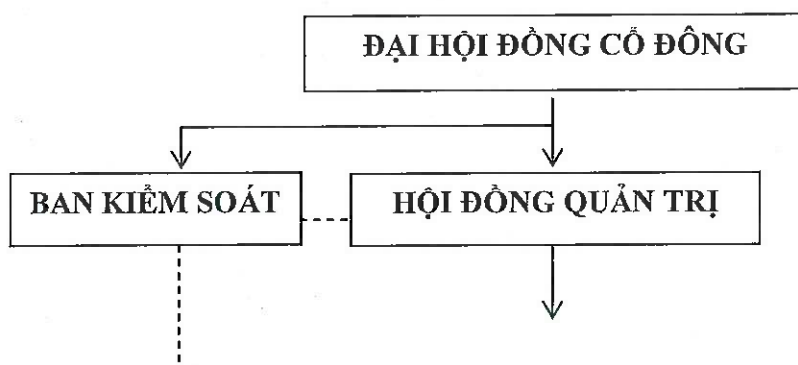 ĐẠI HỘI ĐỒNG CỔ ĐÔNG
BAN KIỂM SOÁT
HỘI ĐỒNG QUẢN TRỊ